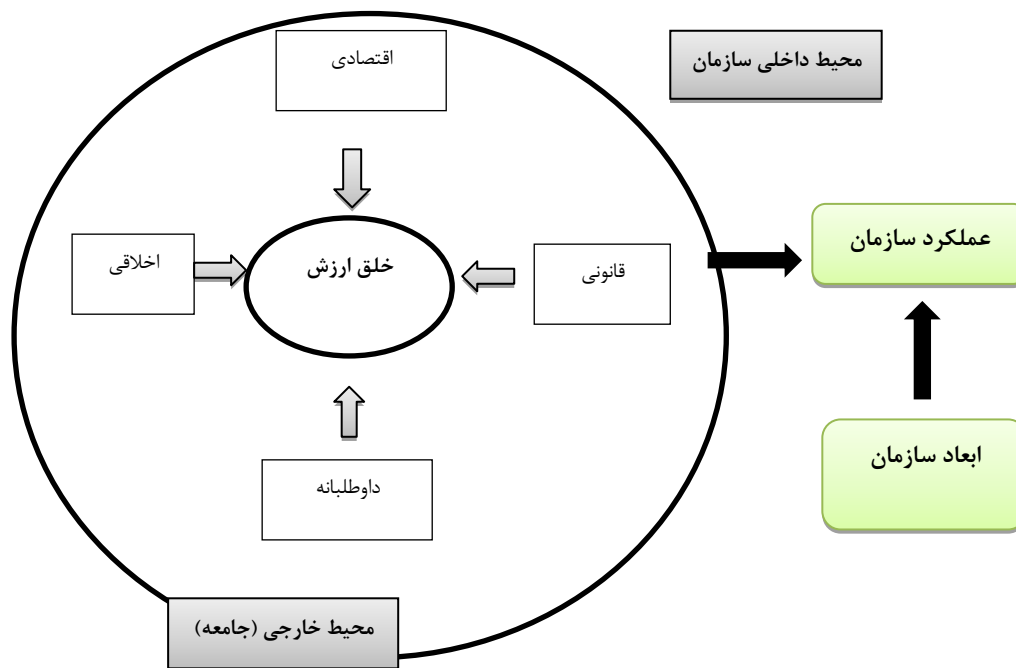 اقتصادی
محیط داخلی سازمان
عملکرد سازمان
قانونی
خلق ارزش
اخلاقی
داوطلبانه
ابعاد سازمان
محیط خارجی (جامعه)